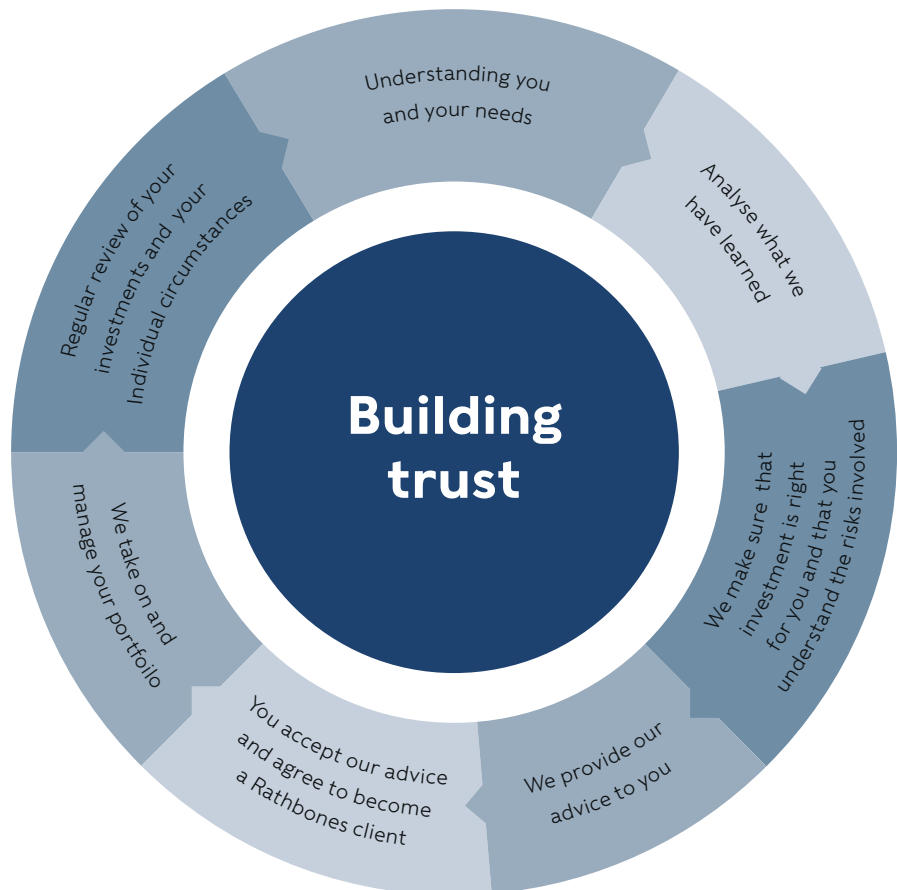 Understanding you
and your needs
Analyse what we
have learned
We make sure that
investment is right
for you and that you
understand the risks involved
We provide our
advice to you
You accept our advice
and agree to become
a Rathbones client
We take on and
manage your portfoilo
Regular review of your
investments and your
Individual circumstances
Building
trust